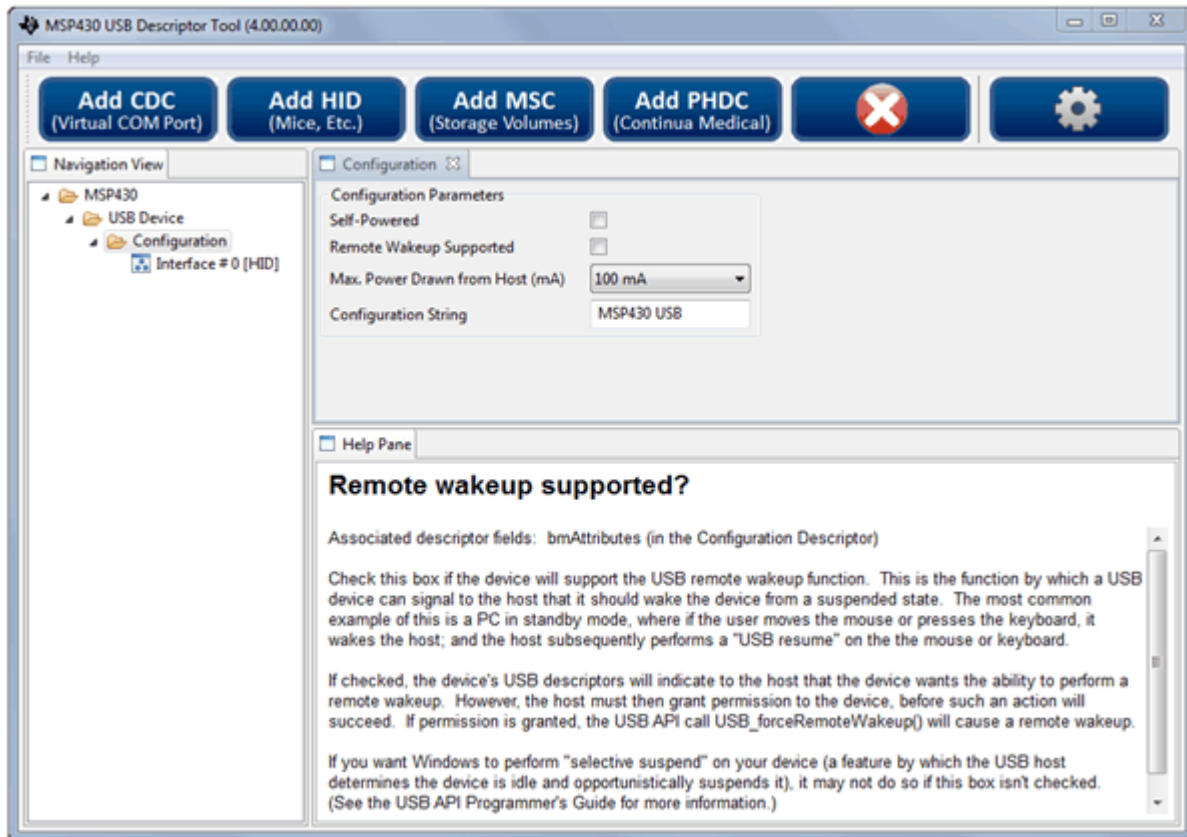 MSP430 USB Descriptor Tool (4.00.00.00)
File Help
Add CDC
(Virtual COM Port)
Add HID
(Mice, Etc.)
Add MSC
(Storage Volumes)
Add PHDC
(Continua Medical)
Navigation View
MSP430
USB Device
Configuration
Interface # 0 [HID]
Configuration
Configuration Parameters
Self-Powered
Remote Wakeup Supported
Max. Power Drawn from Host (mA) 100 mA
Configuration String MSP430 USB
Help Pane
Remote wakeup supported?
Associated descriptor fields: bmAttributes (in the Configuration Descriptor)
Check this box if the device will support the USB remote wakeup function. This is the function by which a USB
device can signal to the host that it should wake the device from a suspended state. The most common
example of this is a PC in standby mode, where if the user moves the mouse or presses the keyboard, it
wakes the host; and the host subsequently performs a "USB resume" on the the mouse or keyboard.
If checked, the device's USB descriptors will indicate to the host that the device wants the ability to perform a
remote wakeup. However, the host must then grant permission to the device, before such an action will
succeed. If permission is granted, the USB API call USB_forceRemoteWakeup() will cause a remote wakeup.
If you want Windows to perform "selective suspend" on your device (a feature by which the USB host
determines the device is idle and opportunistically suspends it), it may not do so if this box isn't checked.
(See the USB API Programmer's Guide for more information.)